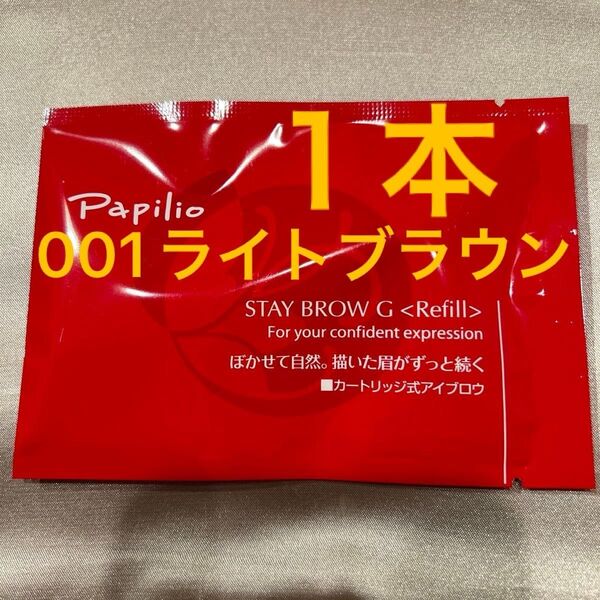 1本
Papilio
001ライトブラウン
STAY BROW G <Refill>
For your confident expression
ぼかせて自然。描いた眉がずっと続く
■カートリッジ式アイブロウ